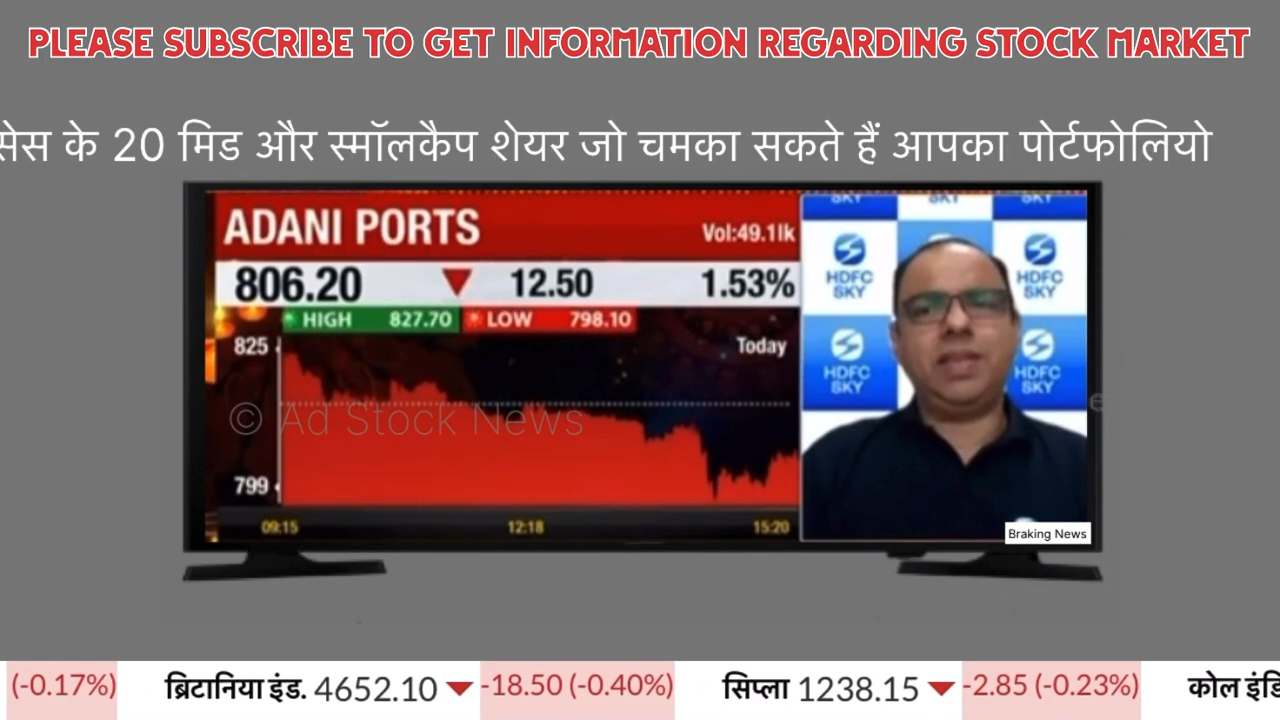 PLEASE SUBSCRIBE TO GET INFORMATION REGARDING STOCK MARKET
सेस के 20 मिड और स्मॉलकैप शेयर जो चमका सकते हैं आपका पोर्टफोलियो
ADANI PORTS Vol:49.1lk
806.20 ▼ 12.50 1.53%
HIGH 827.70 LOW 798.10
825 Today
799
09:15 12:18 15:20
© Ad Stock News
SKY SKY SKY
HDFC SKY HDFC SKY
HDFC SKY HDFC SKY
Braking News
(-0.17%) ब्रिटानिया इंड. 4652.10 ▼ -18.50 (-0.40%) सिप्ला 1238.15 ▼ -2.85 (-0.23%) कोल इंडि